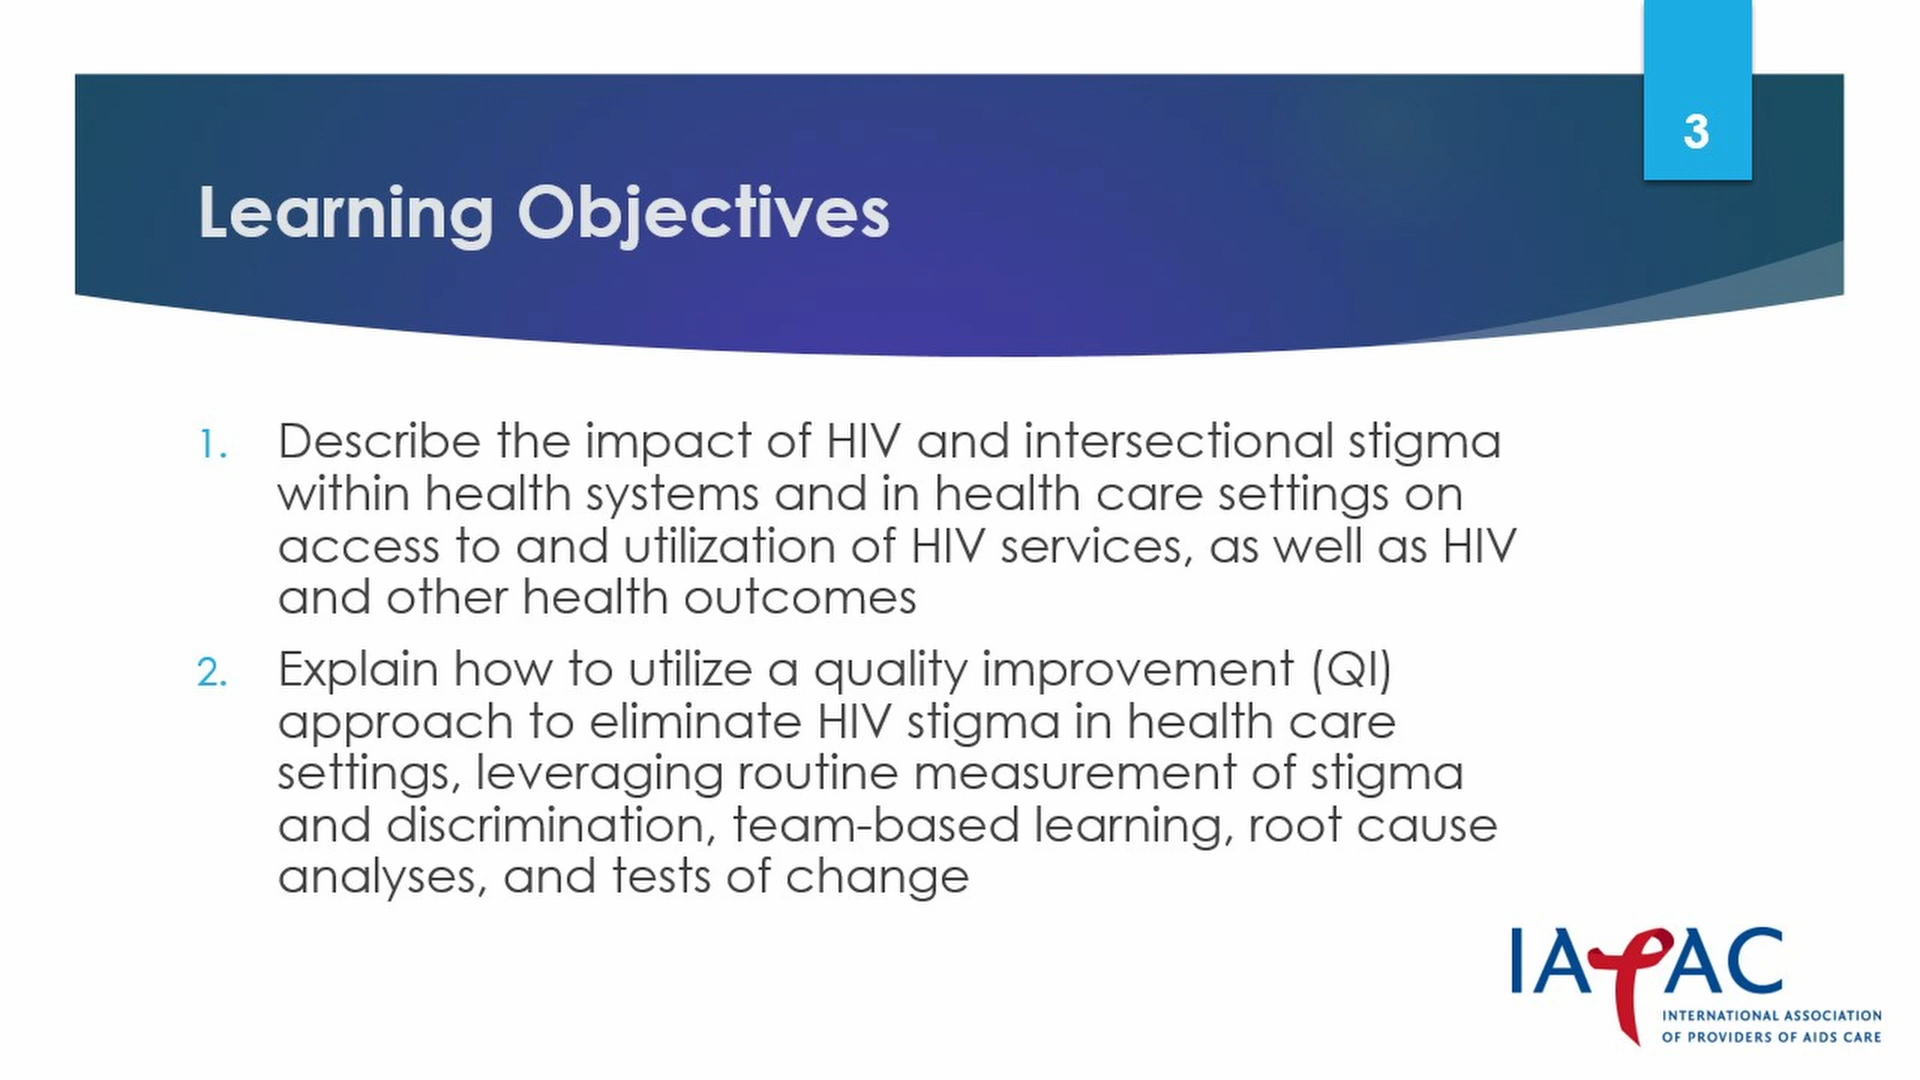 3
Learning Objectives
1. Describe the impact of HIV and intersectional stigma
within health systems and in health care settings on
access to and utilization of HIV services, as well as HIV
and other health outcomes
2. Explain how to utilize a quality improvement (QI)
approach to eliminate HIV stigma in health care
settings, leveraging routine measurement of stigma
and discrimination, team-based learning, root cause
analyses, and tests of change
IAPAC
INTERNATIONAL ASSOCIATION
OF PROVIDERS OF AIDS CARE